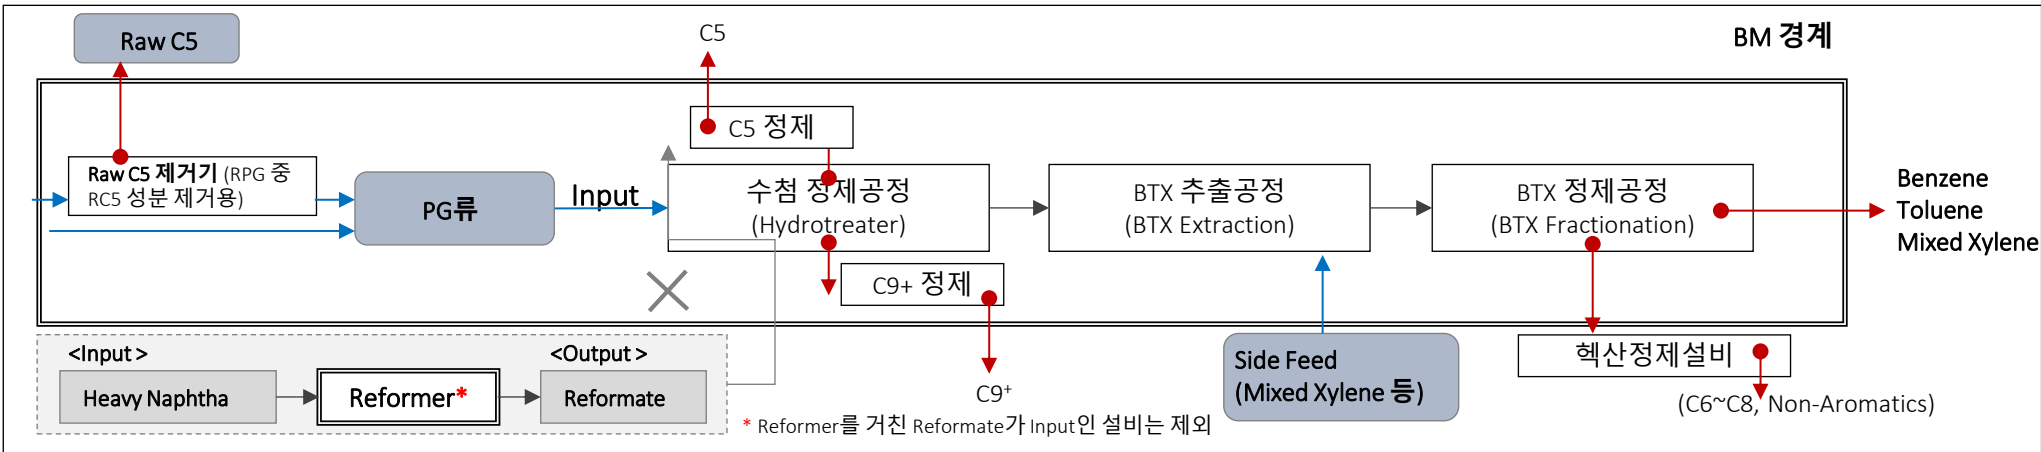 Raw C5
C5
BM 경계
C5 정제
Raw C5 제거기 (RPG 중
RC5 성분 제거용)
PG류
Input
수첨 정제공정
(Hydrotreater)
BTX 추출공정
(BTX Extraction)
BTX 정제공정
(BTX Fractionation)
Benzene
Toluene
Mixed Xylene
C9+ 정제
<Input>
<Output>
Heavy Naphtha
Reformer*
Reformate
C9⁺
Side Feed
(Mixed Xylene 등)
헥산정제설비
(C6~C8, Non-Aromatics)
* Reformer를 거친 Reformate가 Input인 설비는 제외